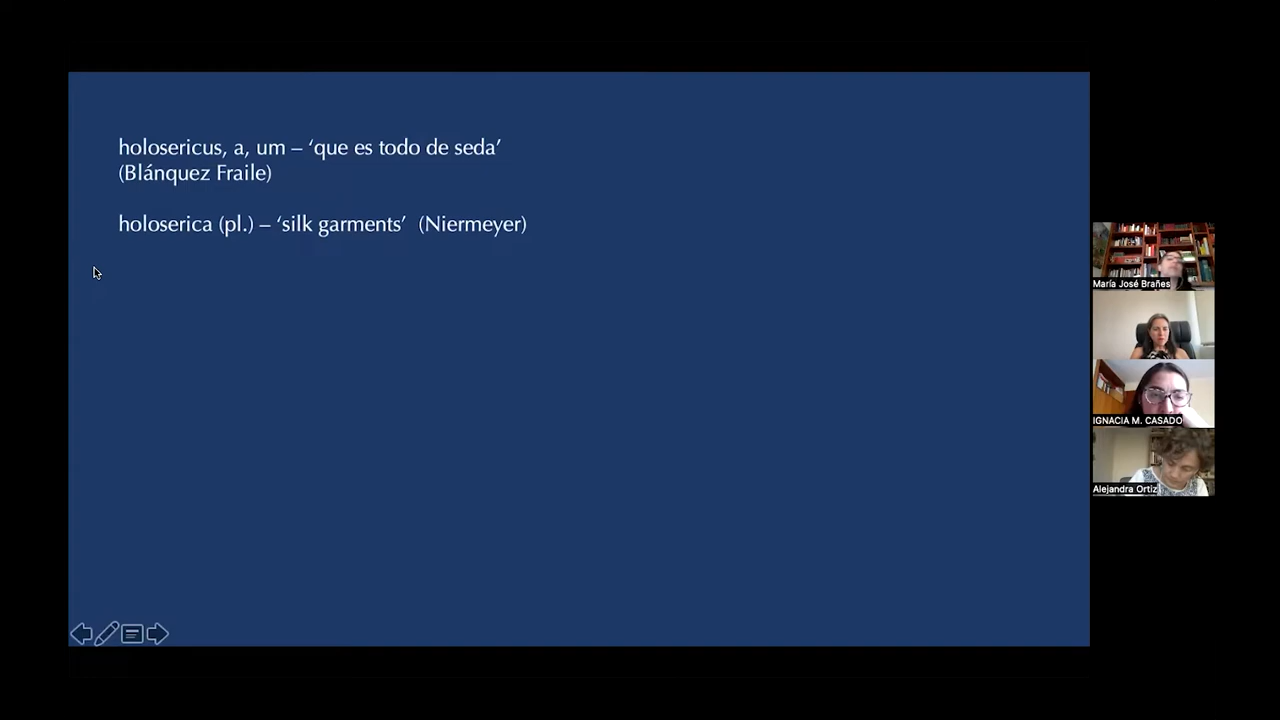 holosericus, a, um – ‘que es todo de seda’
(Blánquez Fraile)
holoserica (pl.) – ‘silk garments’ (Niermeyer)
María José Brañes
IGNACIA M. CASADO
Alejandra Ortiz